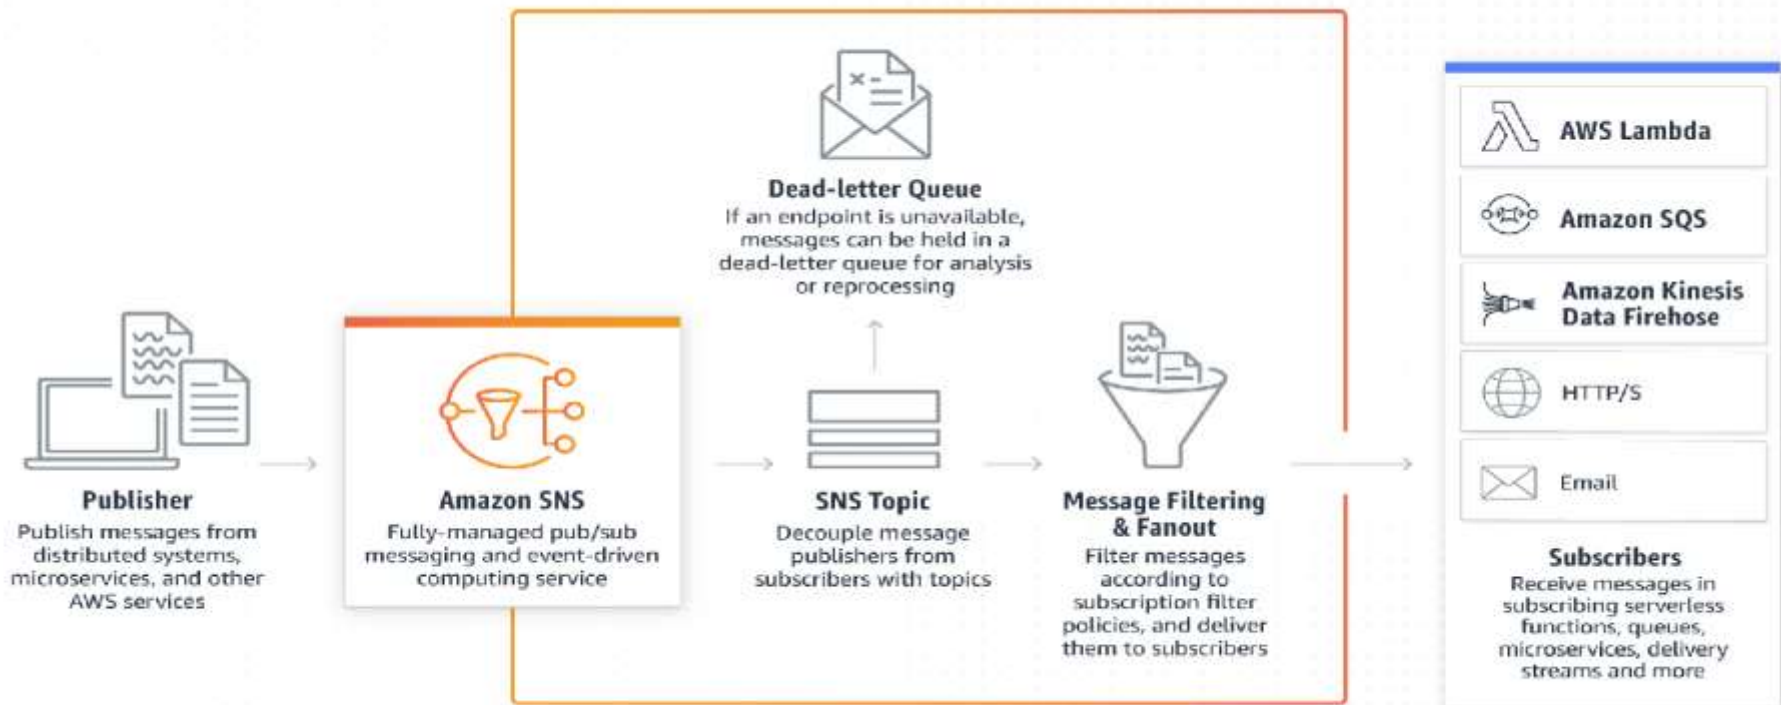 Dead-letter Queue
If an endpoint is unavailable,
messages can be held in a
dead-letter queue for analysis
or reprocessing
Publisher
Publish messages from
distributed systems,
microservices, and other
AWS services
Amazon SNS
Fully-managed pub/sub
messaging and event-driven
computing service
SNS Topic
Decouple message
publishers from
subscribers with topics
Message Filtering
& Fanout
Filter messages
according to
subscription filter
policies, and deliver
them to subscribers
AWS Lambda
Amazon SQS
Amazon Kinesis
Data Firehose
HTTP/S
Email
Subscribers
Receive messages in
subscribing serverless
functions, queues,
microservices, delivery
streams and more